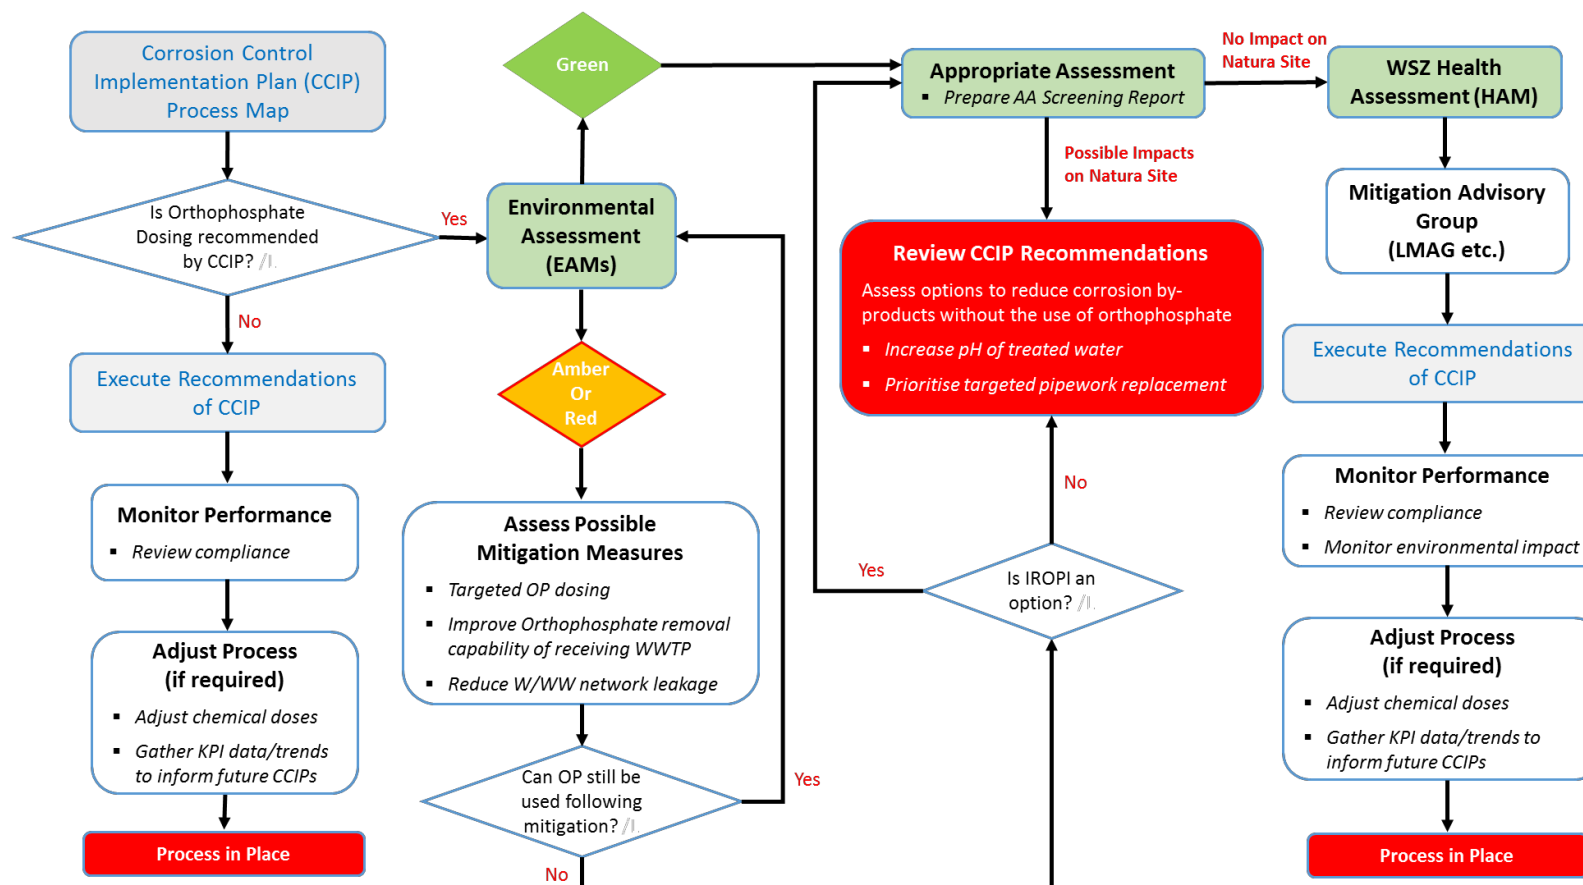 Corrosion Control
Implementation Plan (CCIP)
Process Map
Is Orthophosphate
Dosing recommended
by CCIP?
Yes
No
Execute Recommendations
of CCIP
Monitor Performance
▪ Review compliance
Adjust Process
(if required)
▪ Adjust chemical doses
▪ Gather KPI data/trends
to inform future CCIPs
Process in Place
Green
Environmental
Assessment
(EAMs)
Amber
Or
Red
Assess Possible
Mitigation Measures
▪ Targeted OP dosing
▪ Improve Orthophosphate removal
capability of receiving WWTP
▪ Reduce W/WW network leakage
Can OP still be
used following
mitigation?
Yes
No
Appropriate Assessment
▪ Prepare AA Screening Report
No Impact on
Natura Site
Possible Impacts
on Natura Site
Review CCIP Recommendations
Assess options to reduce corrosion by-
products without the use of orthophosphate
▪ Increase pH of treated water
▪ Prioritise targeted pipework replacement
No
Yes
Is IROPI an
option?
WSZ Health
Assessment (HAM)
Mitigation Advisory
Group
(LMAG etc.)
Execute Recommendations
of CCIP
Monitor Performance
▪ Review compliance
▪ Monitor environmental impact
Adjust Process
(if required)
▪ Adjust chemical doses
▪ Gather KPI data/trends to
inform future CCIPs
Process in Place